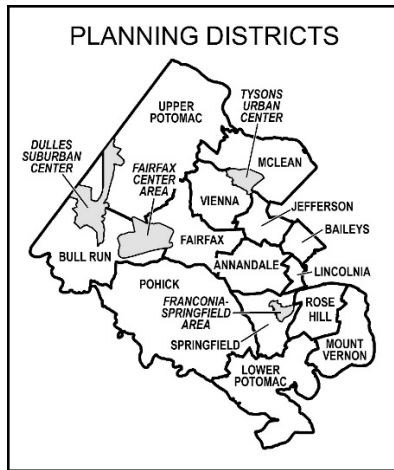 PLANNING DISTRICTS
UPPER
POTOMAC
TYSONS
URBAN
CENTER
DULLES
SUBURBAN
CENTER
FAIRFAX
CENTER
AREA
MCLEAN
VIENNA
JEFFERSON
BAILEYS
FAIRFAX
BULL RUN
ANNANDALE
LINCOLNIA
POHICK
FRANCONIA-
SPRINGFIELD
AREA
ROSE
HILL
SPRINGFIELD
MOUNT
VERNON
LOWER
POTOMAC